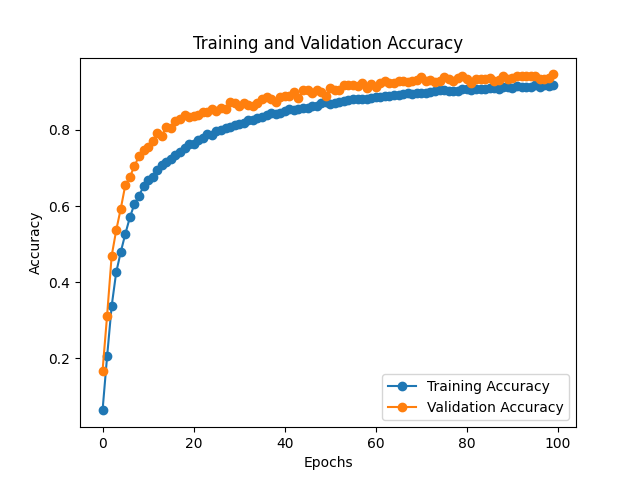 Training and Validation Accuracy
Accuracy
0.8
0.6
0.4
0.2
Training Accuracy
Validation Accuracy
0 20 40 60 80 100
Epochs